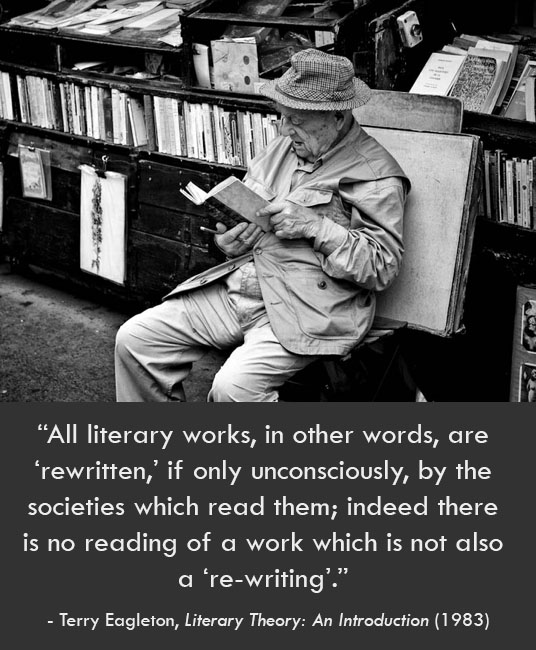 “All literary works, in other words, are
‘rewritten,’ if only unconsciously, by the
societies which read them; indeed there
is no reading of a work which is not also
a ‘re-writing’.”
- Terry Eagleton, Literary Theory: An Introduction (1983)